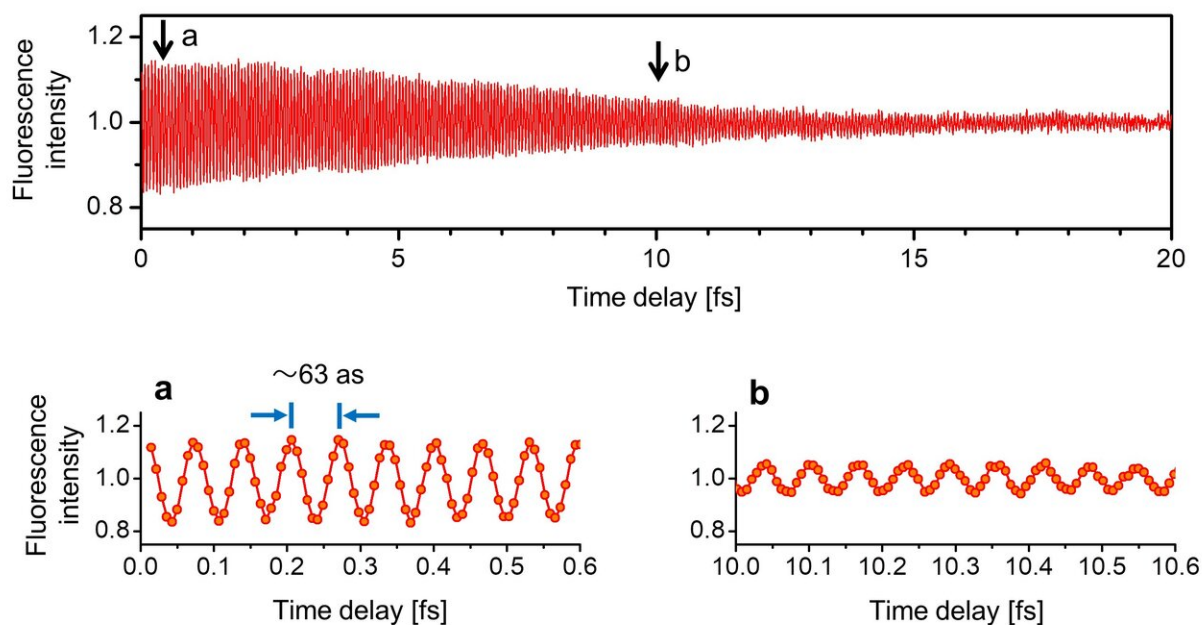 1.2
1.0
0.8
Fluorescence
intensity
a
b
0
5
10
15
20
Time delay [fs]
a
~63 as
1.2
1.0
0.8
Fluorescence
intensity
0.0
0.1
0.2
0.3
0.4
0.5
0.6
Time delay [fs]
b
1.2
1.0
0.8
10.0
10.1
10.2
10.3
10.4
10.5
10.6
Time delay [fs]